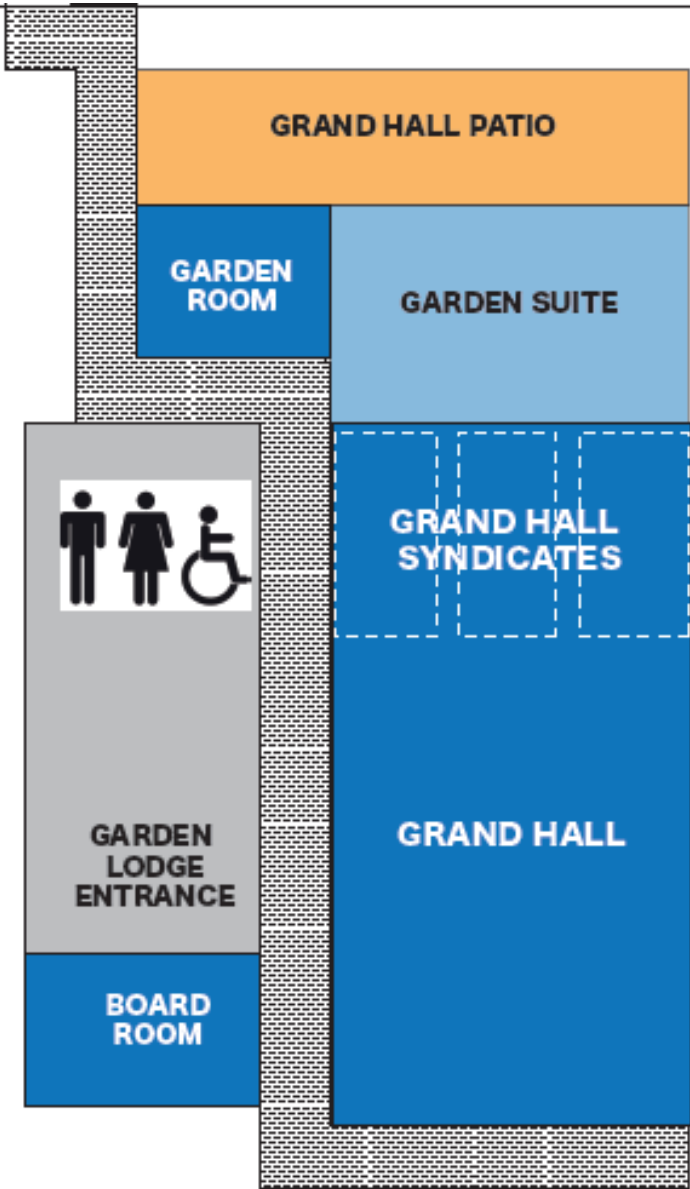 GRAND HALL PATIO
GARDEN
ROOM
GARDEN SUITE
GRAND HALL
SYNDICATES
GARDEN
LODGE
ENTRANCE
GRAND HALL
BOARD
ROOM